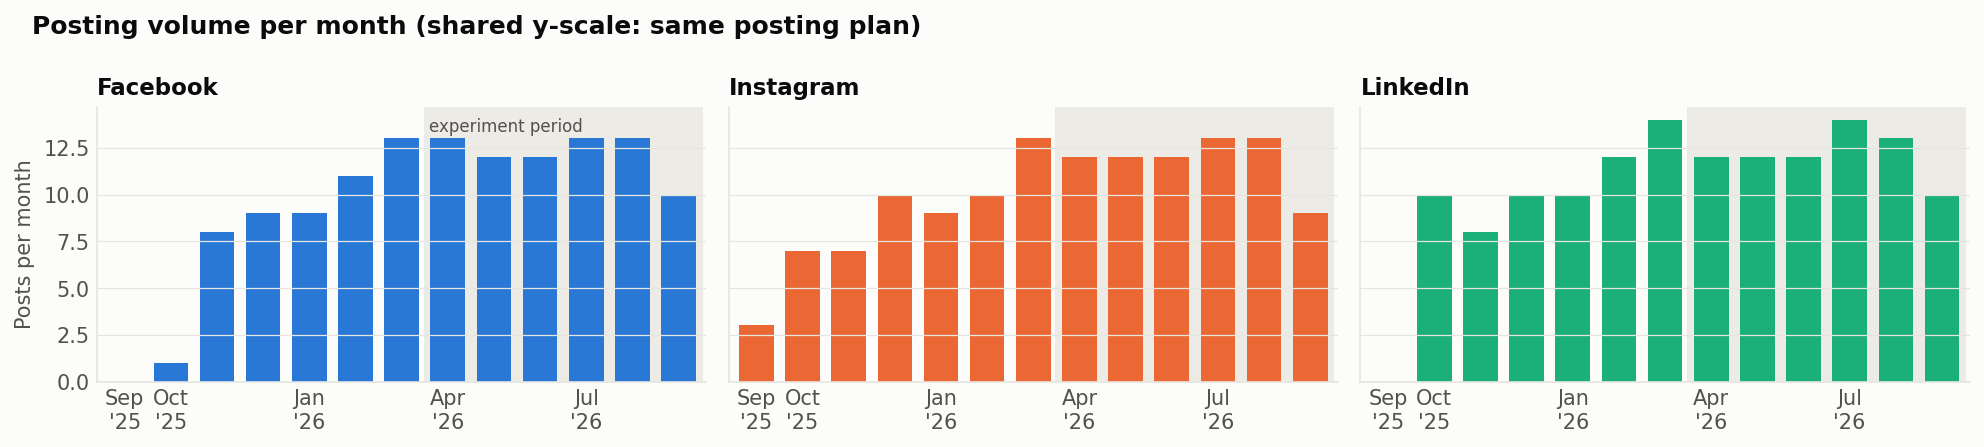 Posting volume per month (shared y-scale: same posting plan)
Facebook
Instagram
LinkedIn
Posts per month
12.5
10.0
7.5
5.0
2.5
0.0
experiment period
Sep '25
Oct '25
Jan '26
Apr '26
Jul '26
Sep '25
Oct '25
Jan '26
Apr '26
Jul '26
Sep '25
Oct '25
Jan '26
Apr '26
Jul '26